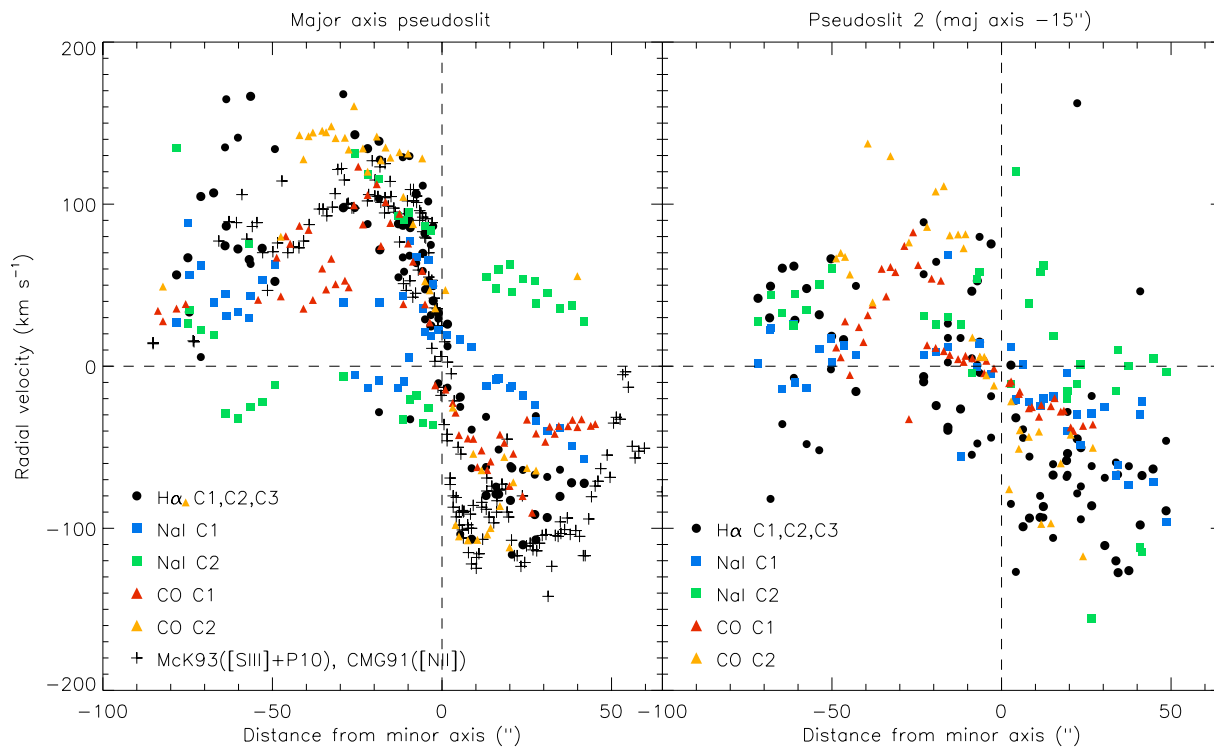 Major axis pseudoslit
Pseudoslit 2 (maj axis −15")
Radial velocity (km s⁻¹)
200
100
0
−100
−200
Hα C1,C2,C3
NaI C1
NaI C2
CO C1
CO C2
McK93([SIII]+P10), CMG91([NII])
Hα C1,C2,C3
NaI C1
NaI C2
CO C1
CO C2
−100 −50 0 50 −100 −50 0 50
Distance from minor axis (")
Distance from minor axis (")